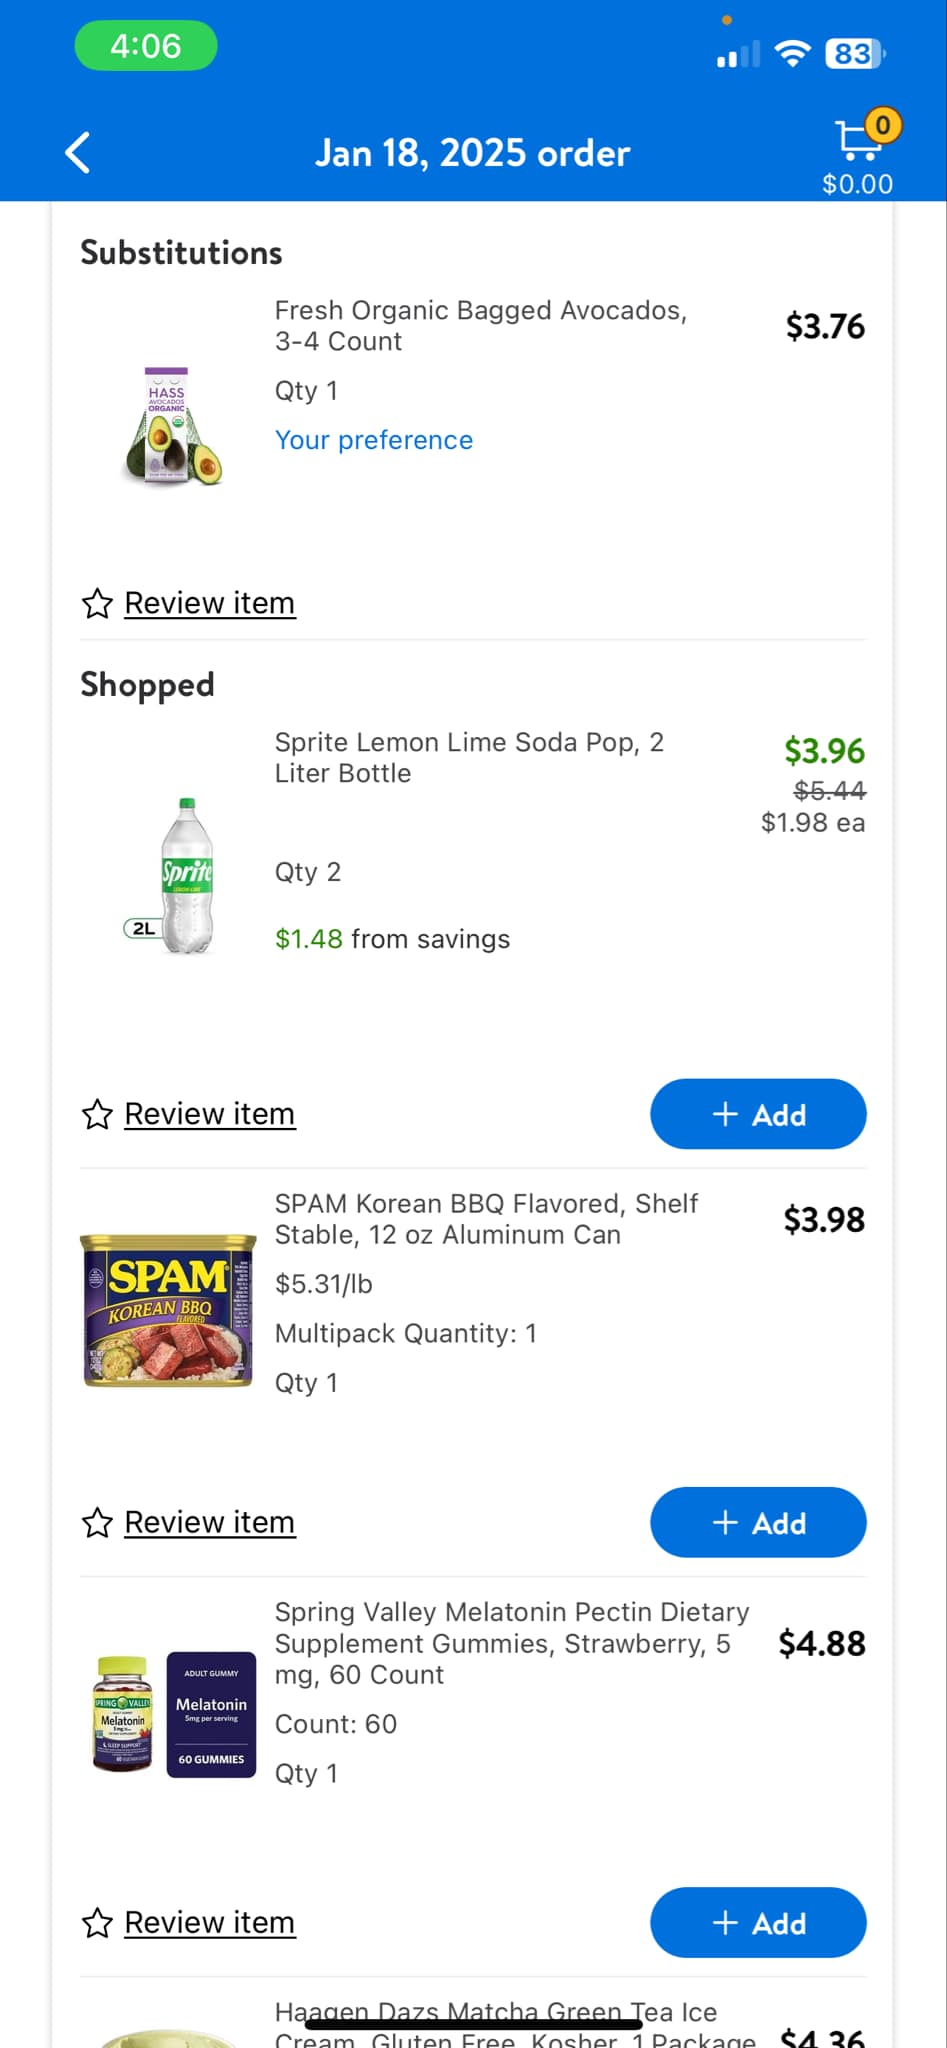 4:06
83
Jan 18, 2025 order
0
$0.00
Substitutions
Fresh Organic Bagged Avocados,
3-4 Count
$3.76
Qty 1
Your preference
HASS
AVOCADOS
ORGANIC
Review item
Shopped
Sprite Lemon Lime Soda Pop, 2
Liter Bottle
$3.96
$5.44
$1.98 ea
Sprite
LEMON-LIME
2L
Qty 2
$1.48 from savings
Review item
+ Add
SPAM Korean BBQ Flavored, Shelf
Stable, 12 oz Aluminum Can
$3.98
SPAM
KOREAN BBQ
FLAVORED
$5.31/lb
Multipack Quantity: 1
Qty 1
Review item
+ Add
Spring Valley Melatonin Pectin Dietary
Supplement Gummies, Strawberry, 5
mg, 60 Count
$4.88
SPRING VALLEY
Melatonin
SLEEP SUPPORT
ADULT GUMMY
Melatonin
5mg per serving
60 GUMMIES
Count: 60
Qty 1
Review item
+ Add
Haagen Dazs Matcha Green Tea Ice
Cream, Gluten Free, Kosher, 1 Package
$4.36